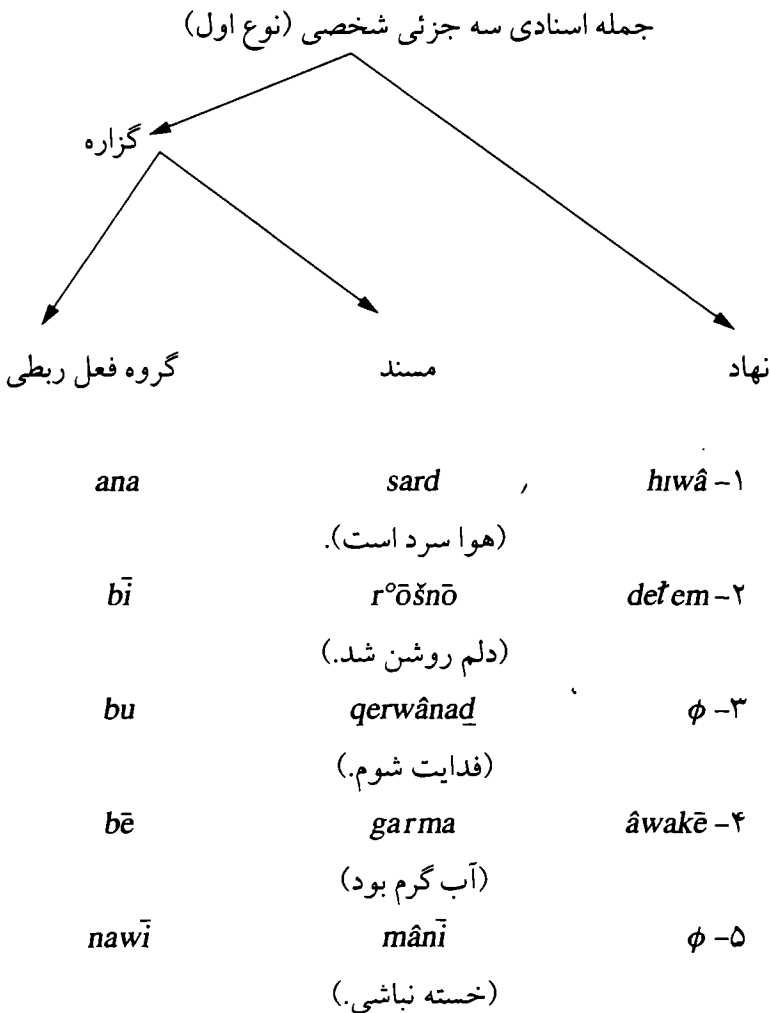 جمله اسنادی سه جزئی شخصی (نوع اول)
گزاره
نهاد مسند گروه فعل ربطی
۱- hıwâ sard ana
(هوا سرد است).
۲- deɫem r°ōšnō bī
(دلم روشن شد.)
۳- ϕ qerwânaḏ bu
(فدایت شوم.)
۴- âwakē garma bē
(آب گرم بود)
۵- ϕ mânī nawī
(خسته نباشی.)